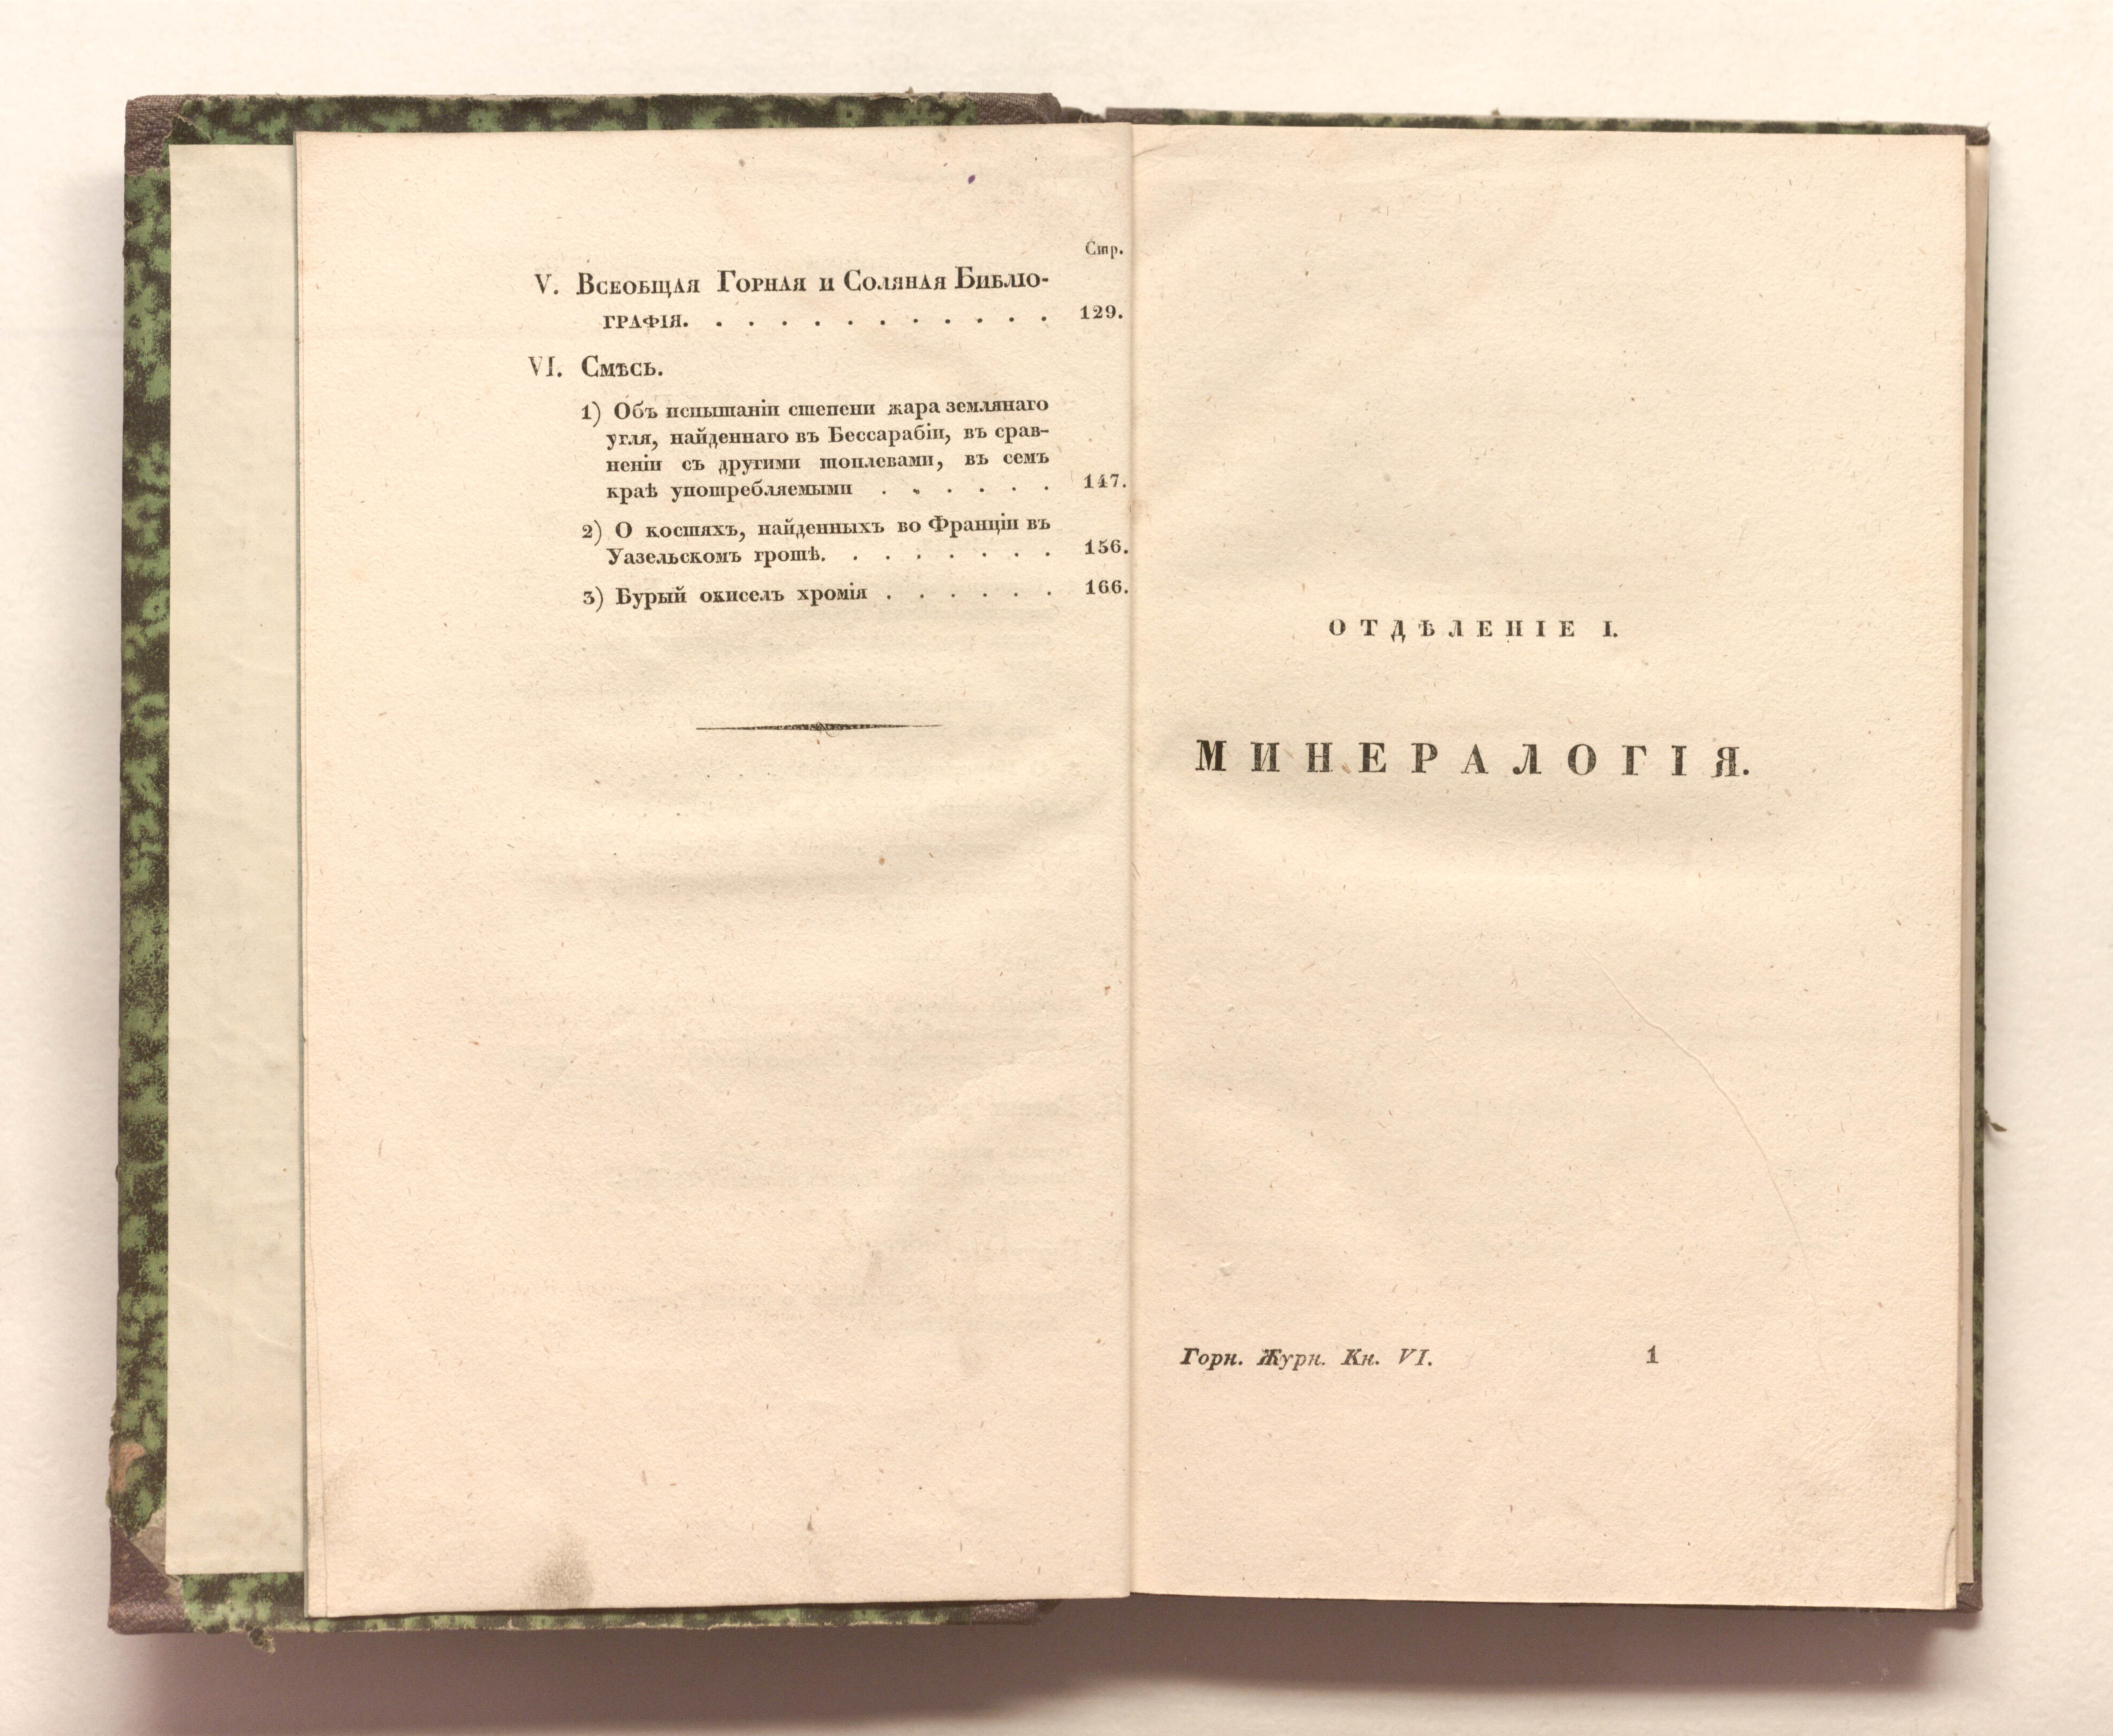 Стр.
V. Всеобщая Горная и Соляная Библіо-
графія. . . . . . . . . . . . 129.
VI. Смѣсь.
1) Объ испытаніи степени жара землянаго
угля, найденнаго въ Бессарабіи, въ срав-
неніи съ другими топлевами, въ семъ
краѣ употребляемыми . . . . . . 147.
2) О костяхъ, найденныхъ во Франціи въ
Уазельскомъ гротѣ. . . . . . . . 156.
3) Бурый окиселъ хромія . . . . . . 166.
ОТДѢЛЕНІЕ I.
МИНЕРАЛОГІЯ.
Горн. Журн. Кн. VI. 1